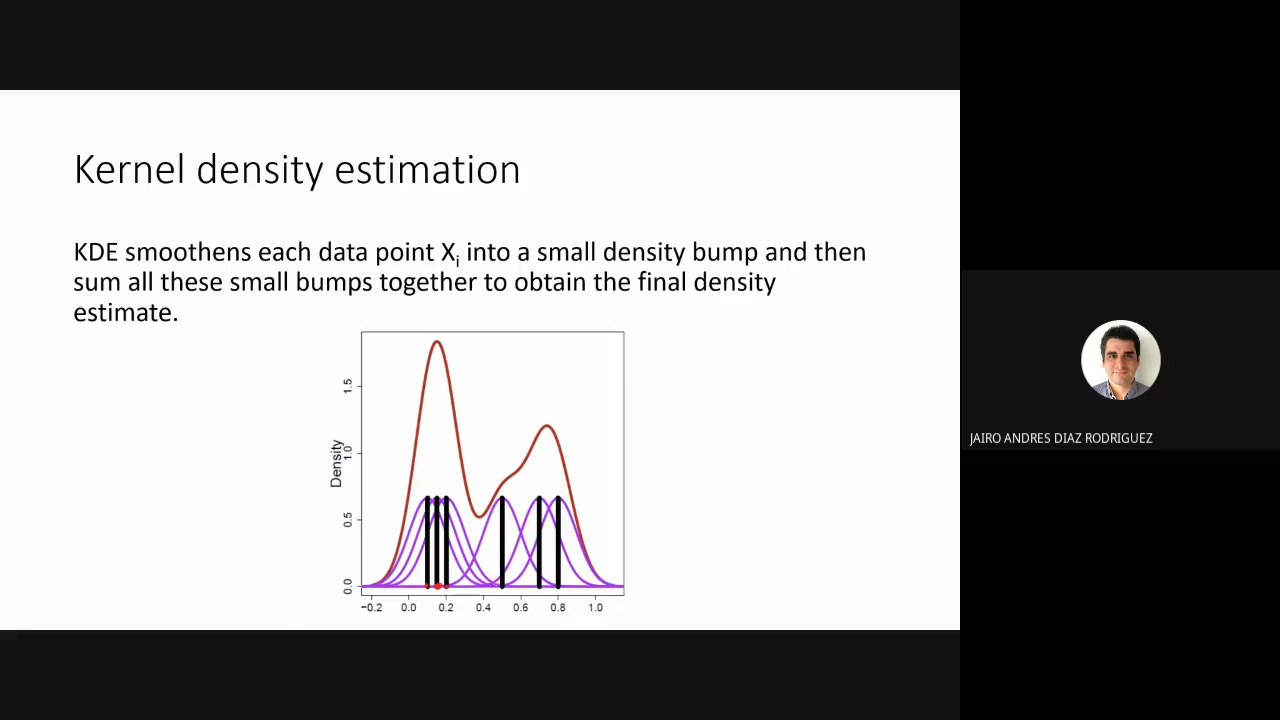 Kernel density estimation
KDE smoothens each data point Xi into a small density bump and then
sum all these small bumps together to obtain the final density
estimate.
Density
0.0
0.5
1.0
1.5
−0.2 0.0 0.2 0.4 0.6 0.8 1.0
JAIRO ANDRES DIAZ RODRIGUEZ